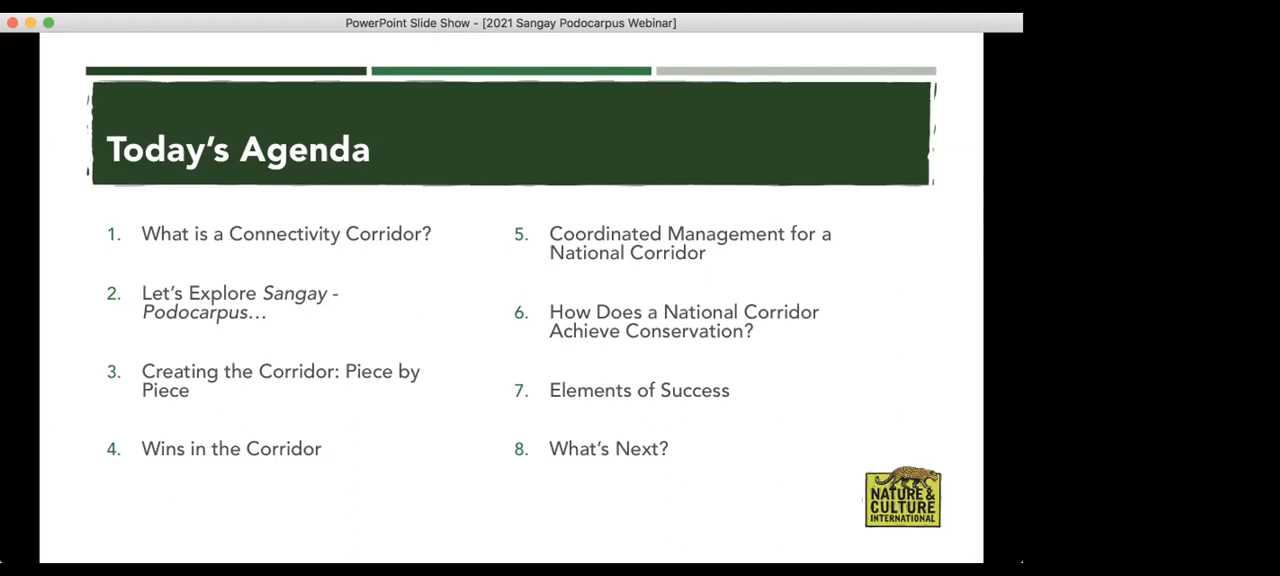 PowerPoint Slide Show - [2021 Sangay Podocarpus Webinar]
Today’s Agenda
1. What is a Connectivity Corridor?
2. Let’s Explore Sangay -
Podocarpus…
3. Creating the Corridor: Piece by
Piece
4. Wins in the Corridor
5. Coordinated Management for a
National Corridor
6. How Does a National Corridor
Achieve Conservation?
7. Elements of Success
8. What’s Next?
NATURE &
CULTURE
INTERNATIONAL